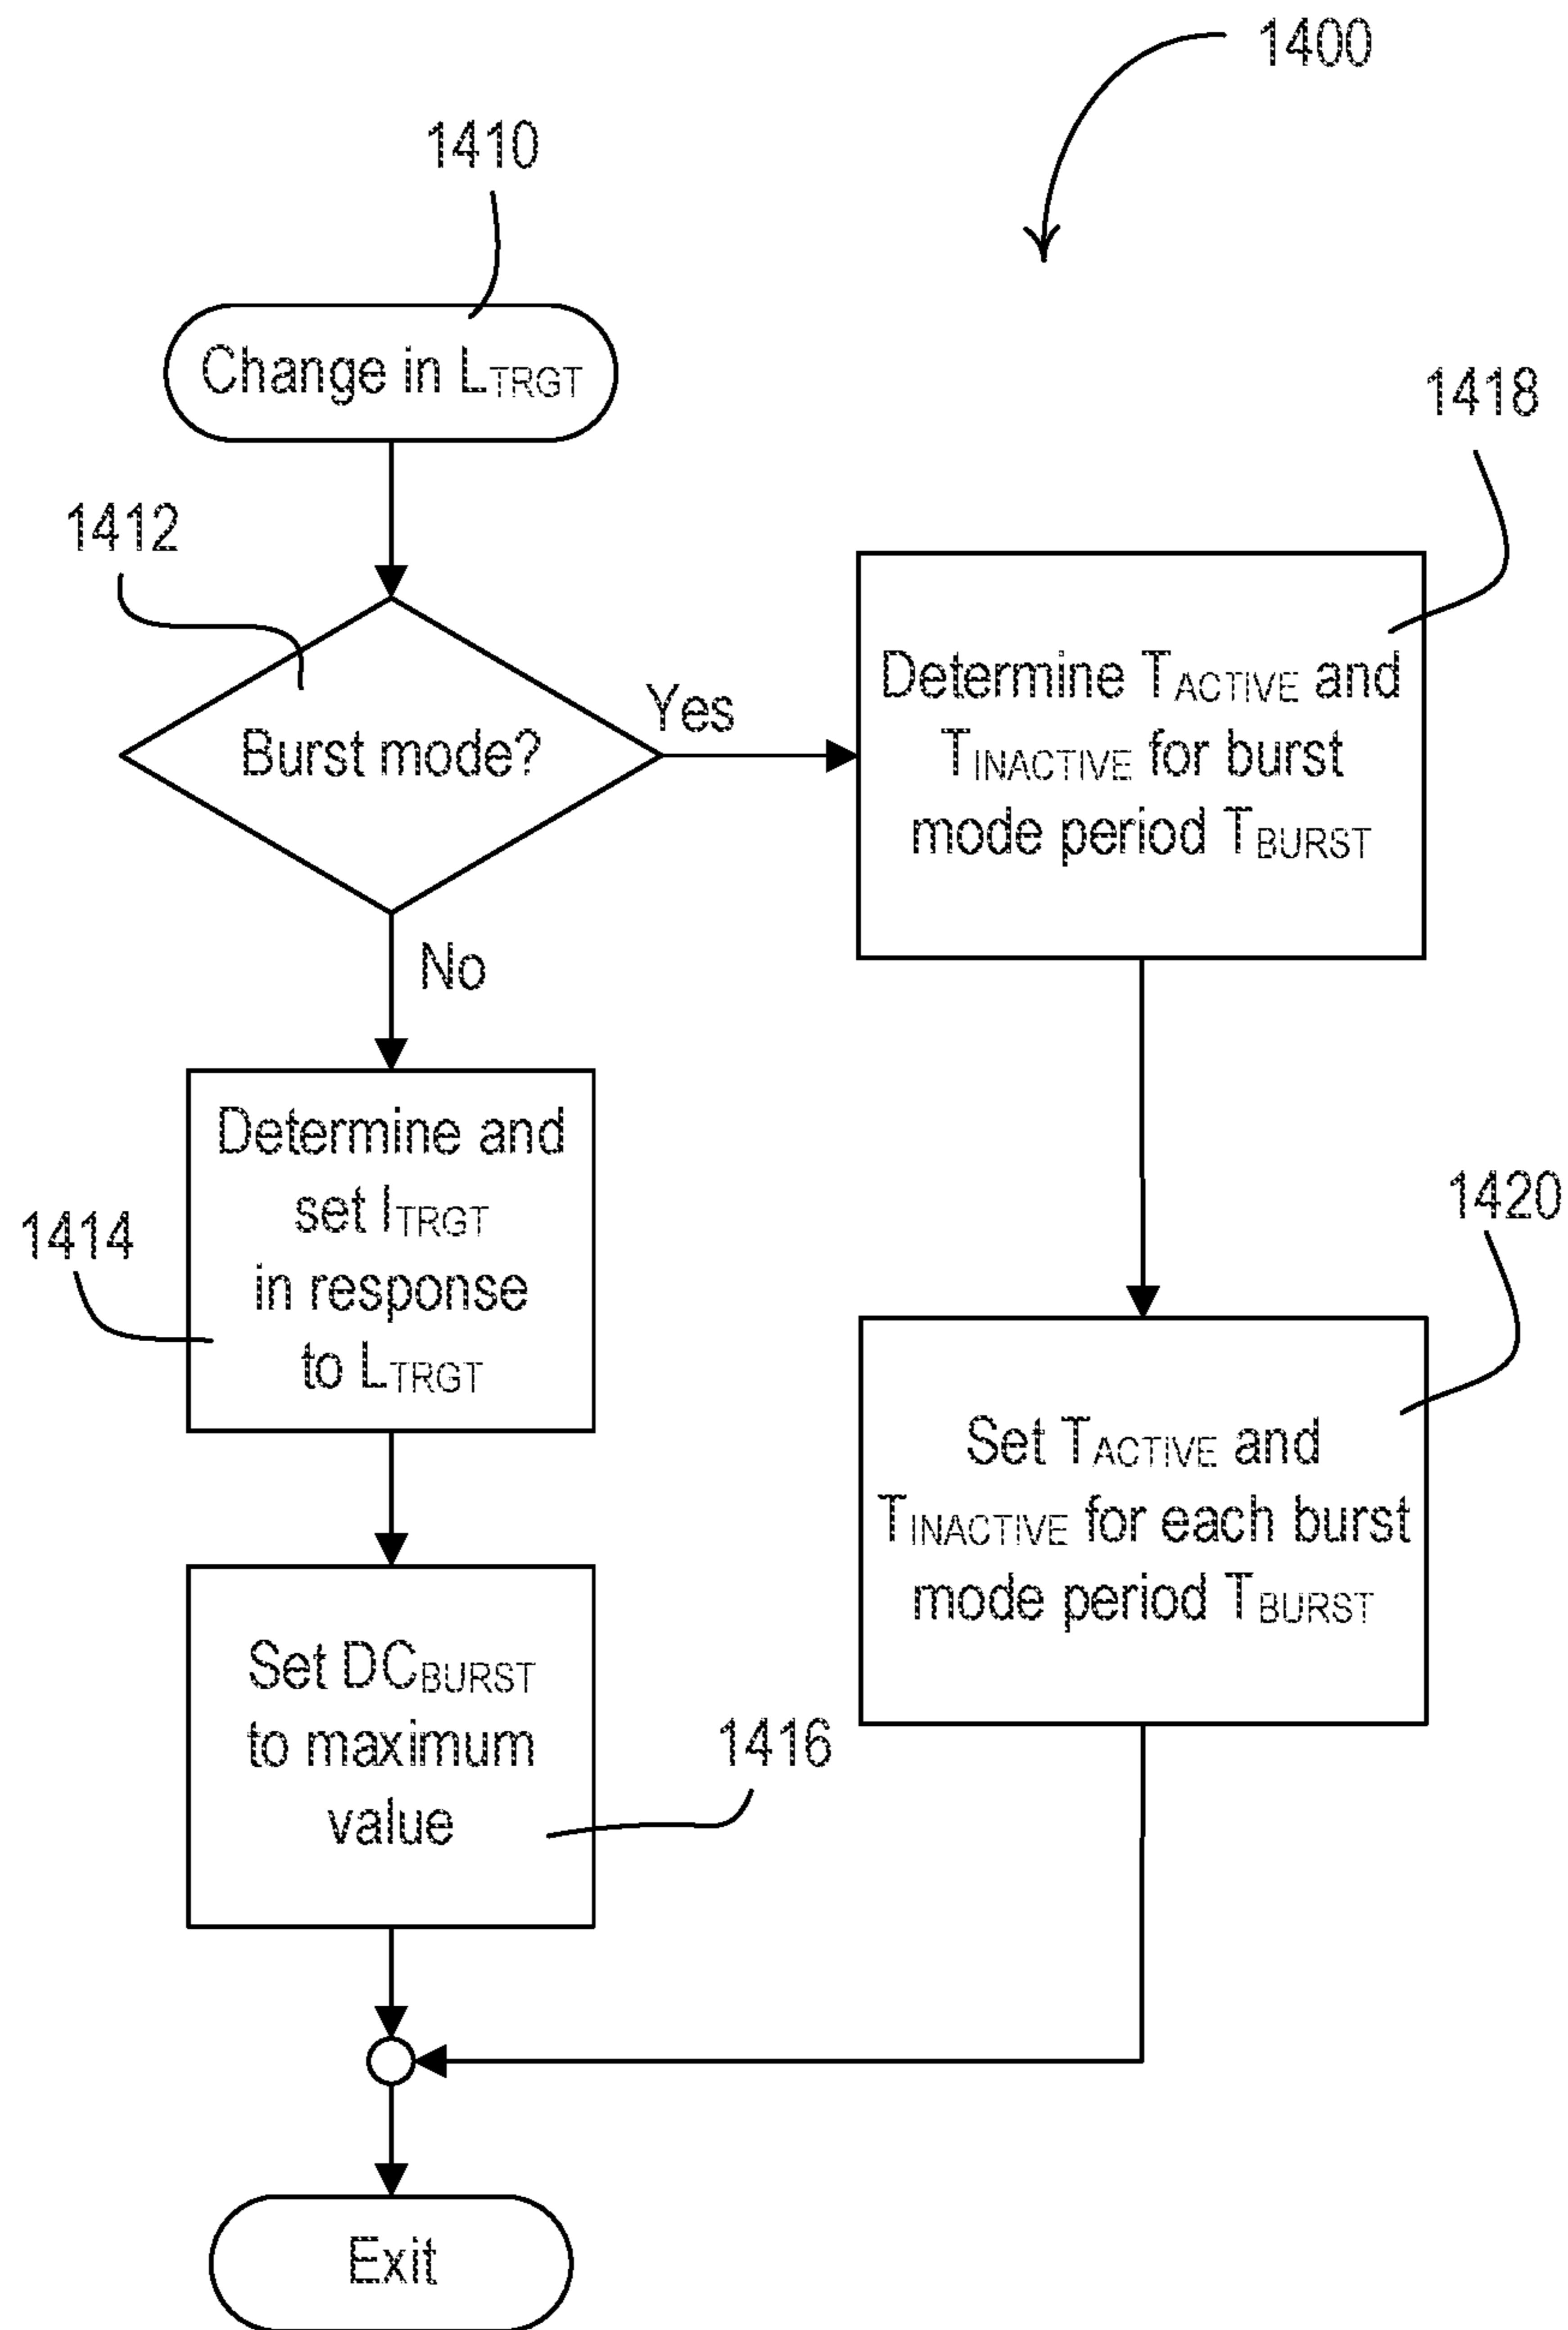 1400
1410
Change in LTRGT
1412
Burst mode?
Yes
No
1418
Determine TACTIVE and
TINACTIVE for burst
mode period TBURST
1414
Determine and
set ITRGT
in response
to LTRGT
1420
Set TACTIVE and
TINACTIVE for each burst
mode period TBURST
Set DCBURST
to maximum
value
1416
Exit